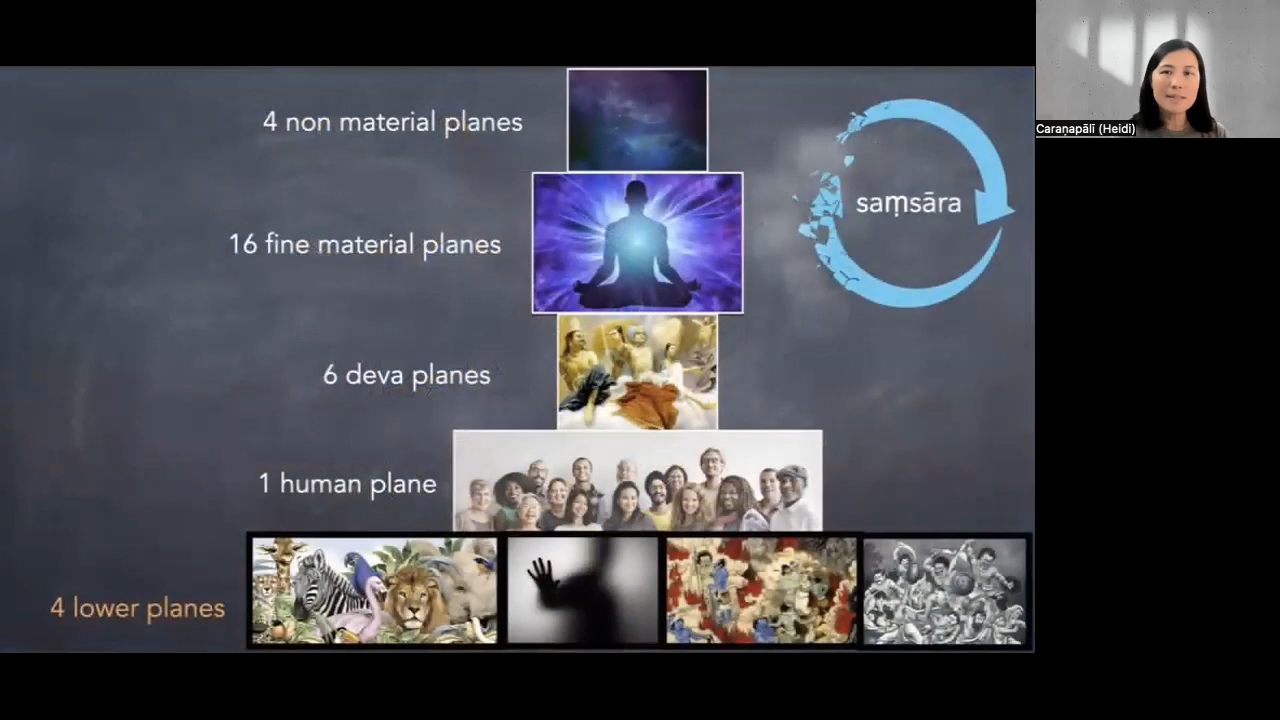 4 non material planes
16 fine material planes
saṃsāra
6 deva planes
1 human plane
4 lower planes
Caraṇapālī (Heidi)